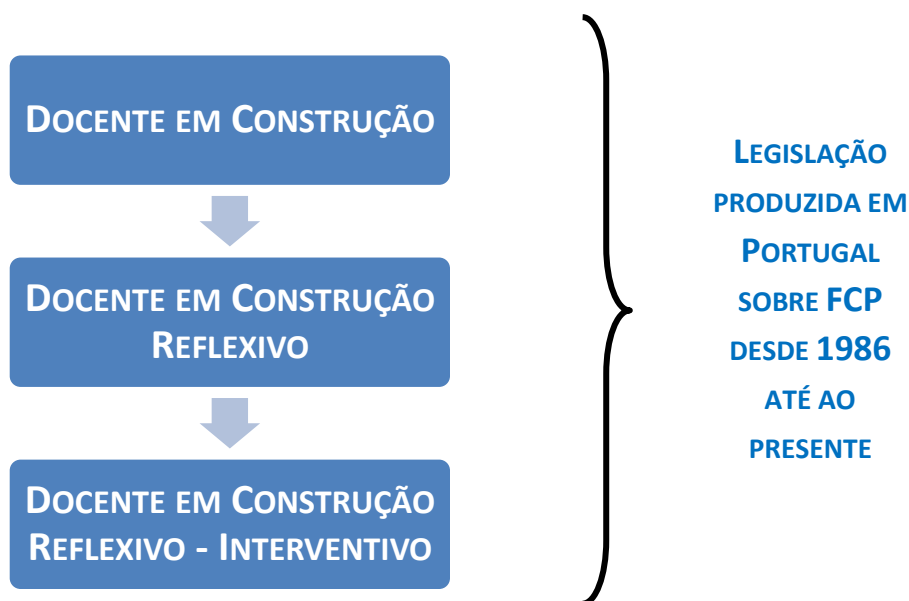 DOCENTE EM CONSTRUÇÃO
DOCENTE EM CONSTRUÇÃO
REFLEXIVO
DOCENTE EM CONSTRUÇÃO
REFLEXIVO - INTERVENTIVO
LEGISLAÇÃO
PRODUZIDA EM
PORTUGAL
SOBRE FCP
DESDE 1986
ATÉ AO
PRESENTE